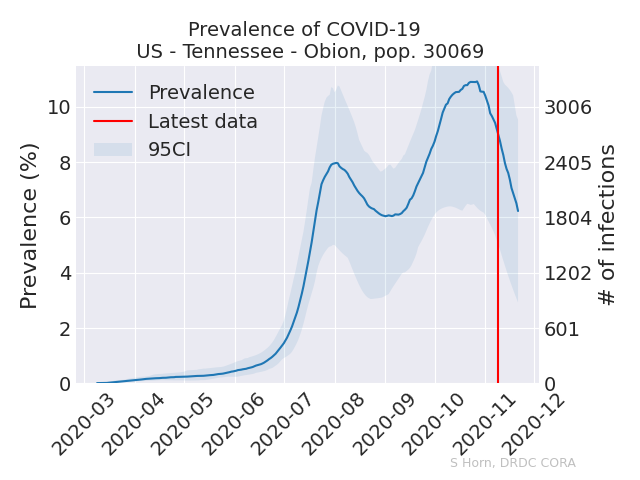 Prevalence of COVID-19
US - Tennessee - Obion, pop. 30069
Prevalence
Latest data
95CI
Prevalence (%)
10
8
6
4
2
0
3006
2405
1804
1202
601
0
# of infections
2020-03
2020-04
2020-05
2020-06
2020-07
2020-08
2020-09
2020-10
2020-11
2020-12
S Horn, DRDC CORA